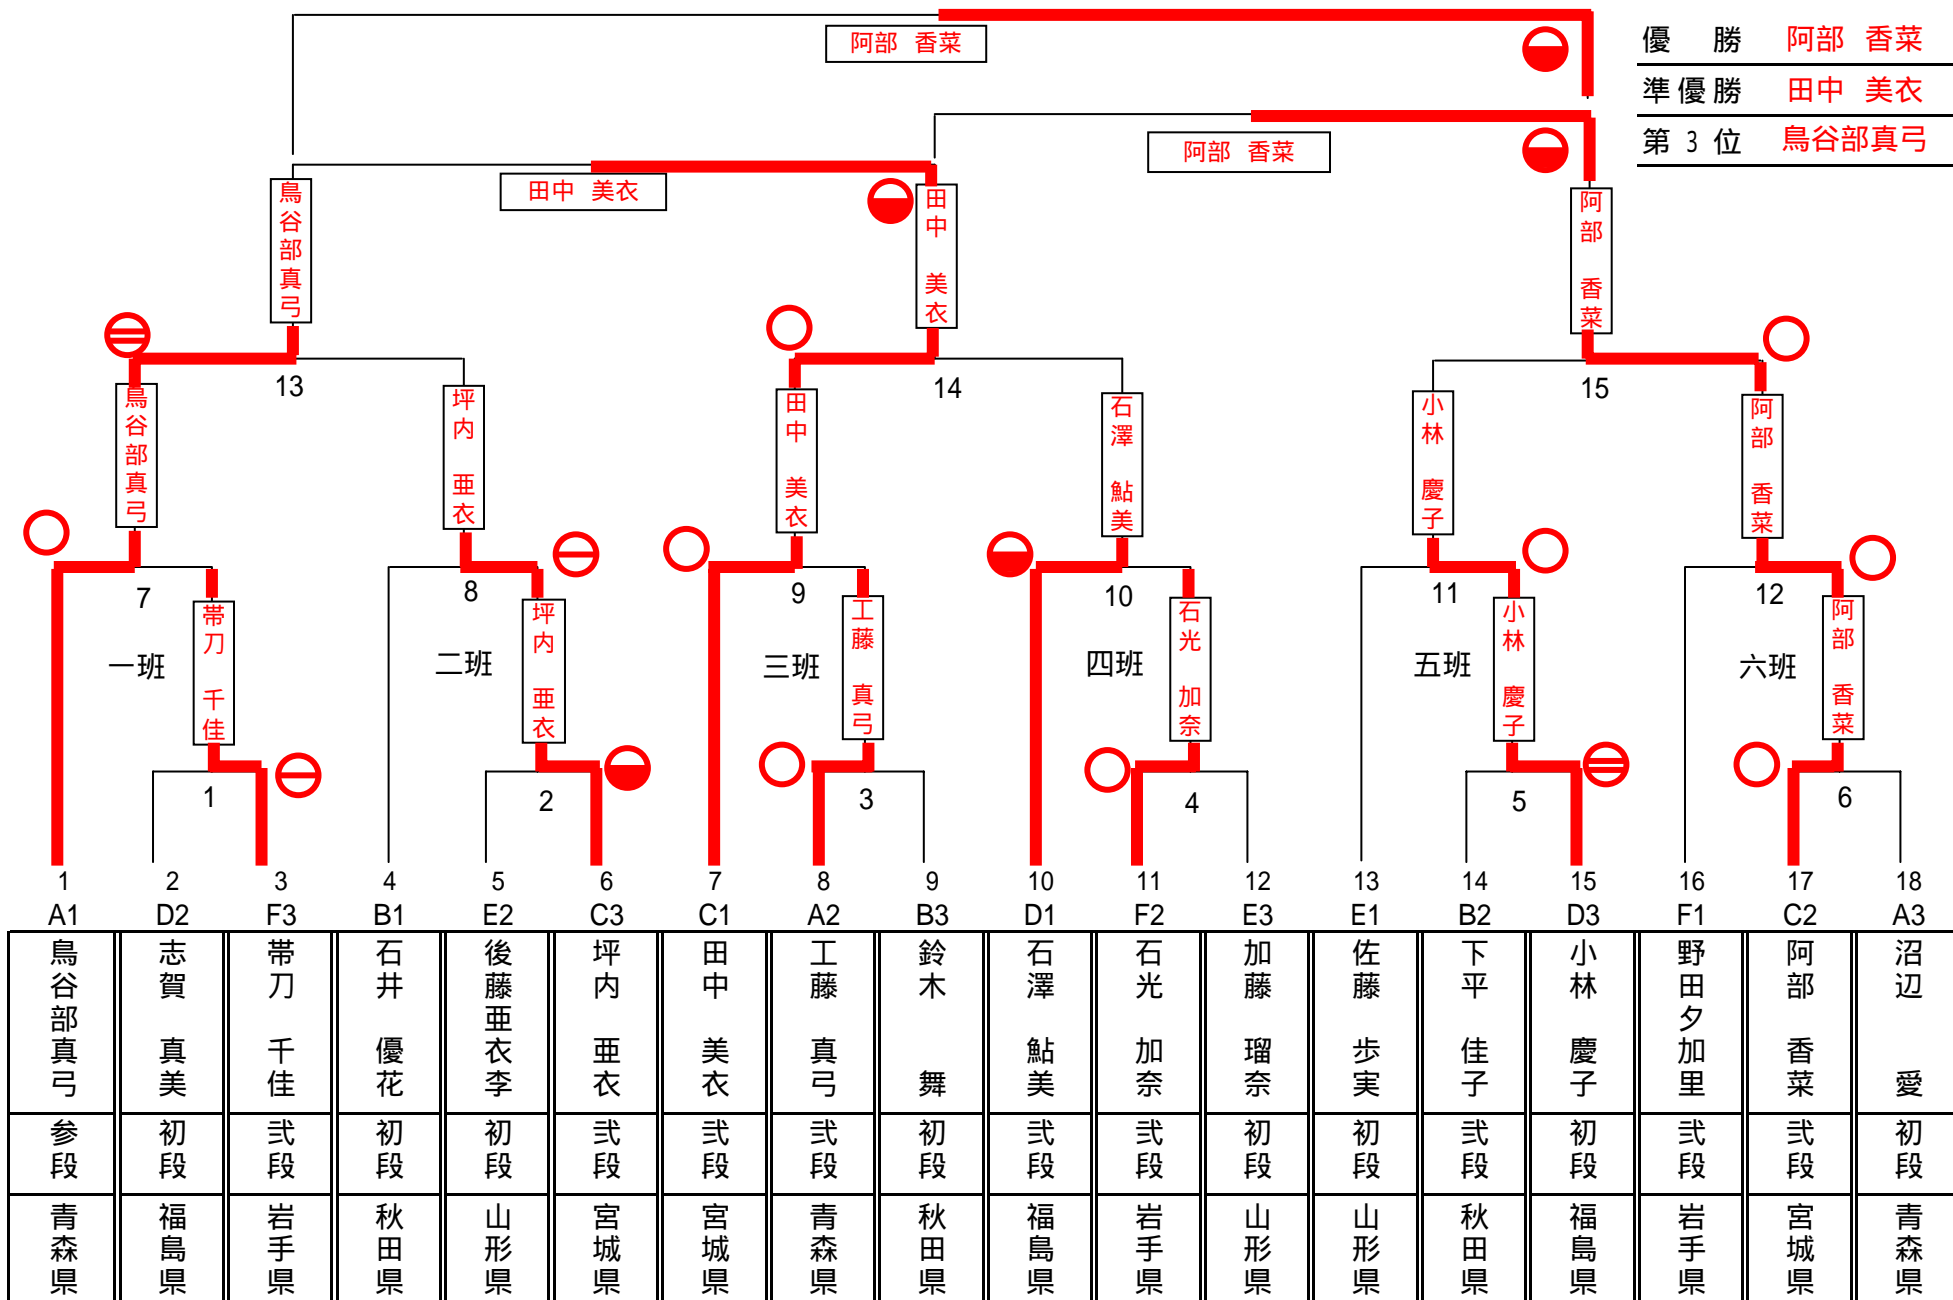 阿部 香菜
優 勝 阿部 香菜
準優勝 田中 美衣
第 3 位 鳥谷部真弓
阿部 香菜
田中 美衣
鳥谷部真弓
田中 美衣
阿部 香菜
13
14
15
鳥谷部真弓
坪内 亜衣
田中 美衣
石澤 鮎美
小林 慶子
阿部 香菜
7
8
9
10
11
12
一班
帯刀 千佳
二班
坪内 亜衣
三班
工藤 真弓
四班
石光 加奈
五班
小林 慶子
六班
阿部 香菜
1
2
3
4
5
6
1 2 3 4 5 6 7 8 9 10 11 12 13 14 15 16 17 18
A1 D2 F3 B1 E2 C3 C1 A2 B3 D1 F2 E3 E1 B2 D3 F1 C2 A3
鳥谷部真弓 志賀 真美 帯刀 千佳 石井 優花 後藤亜衣李 坪内 亜衣 田中 美衣 工藤 真弓 鈴木 舞 石澤 鮎美 石光 加奈 加藤 瑠奈 佐藤 歩実 下平 佳子 小林 慶子 野田夕加里 阿部 香菜 沼辺 愛
参段 初段 弐段 初段 初段 弐段 弐段 弐段 初段 弐段 弐段 初段 初段 弐段 初段 弐段 弐段 初段
青森県 福島県 岩手県 秋田県 山形県 宮城県 宮城県 青森県 秋田県 福島県 岩手県 山形県 山形県 秋田県 福島県 岩手県 宮城県 青森県